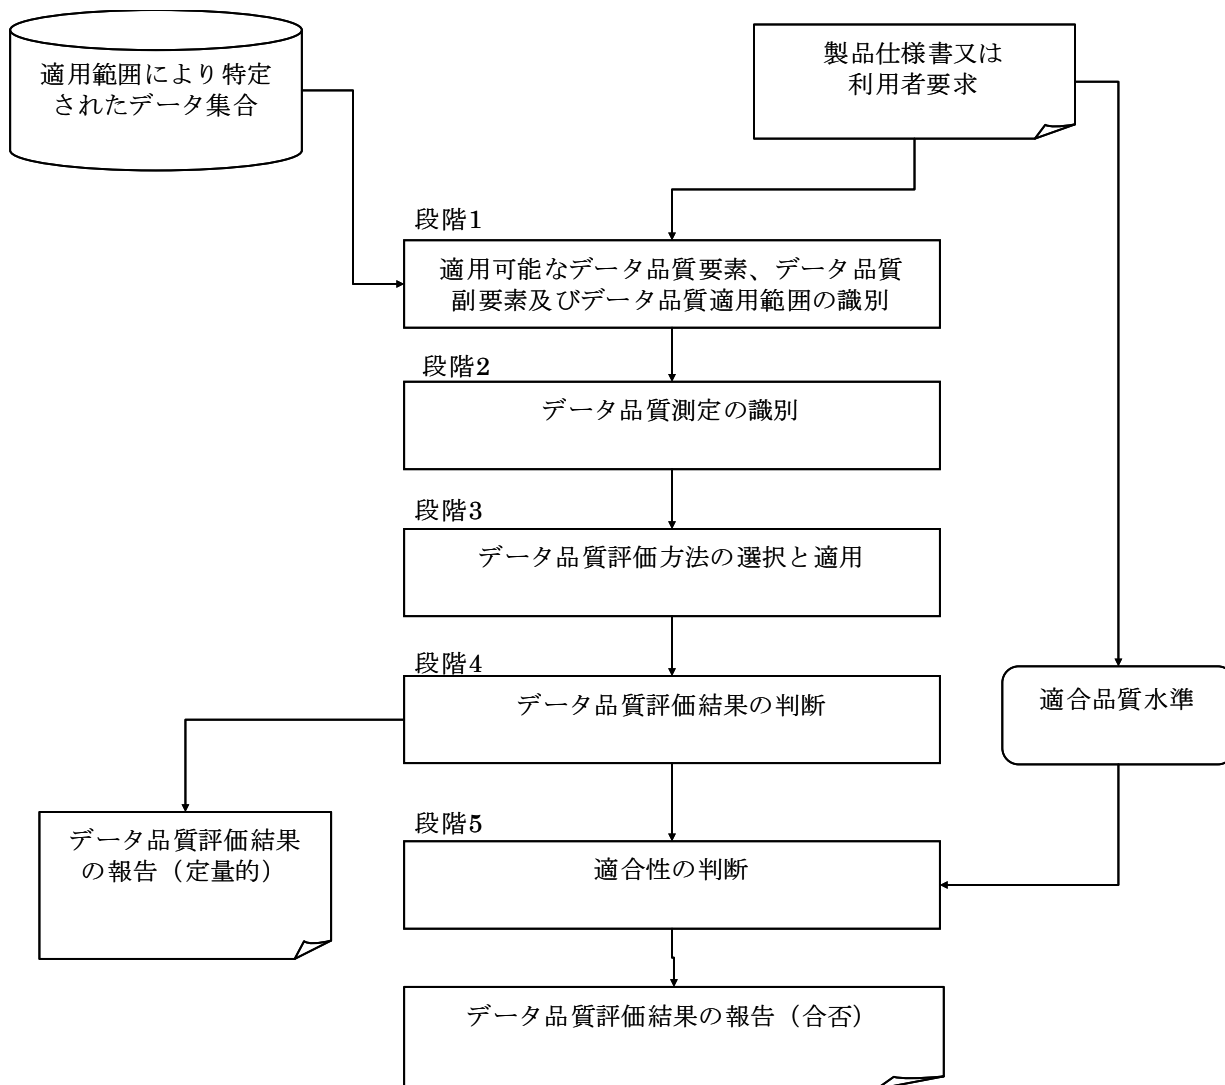 適用範囲により特定
されたデータ集合
製品仕様書又は
利用者要求
段階1
適用可能なデータ品質要素、データ品質
副要素及びデータ品質適用範囲の識別
段階2
データ品質測定の識別
段階3
データ品質評価方法の選択と適用
段階4
データ品質評価結果の判断
適合品質水準
データ品質評価結果
の報告（定量的）
段階5
適合性の判断
データ品質評価結果の報告（合否）